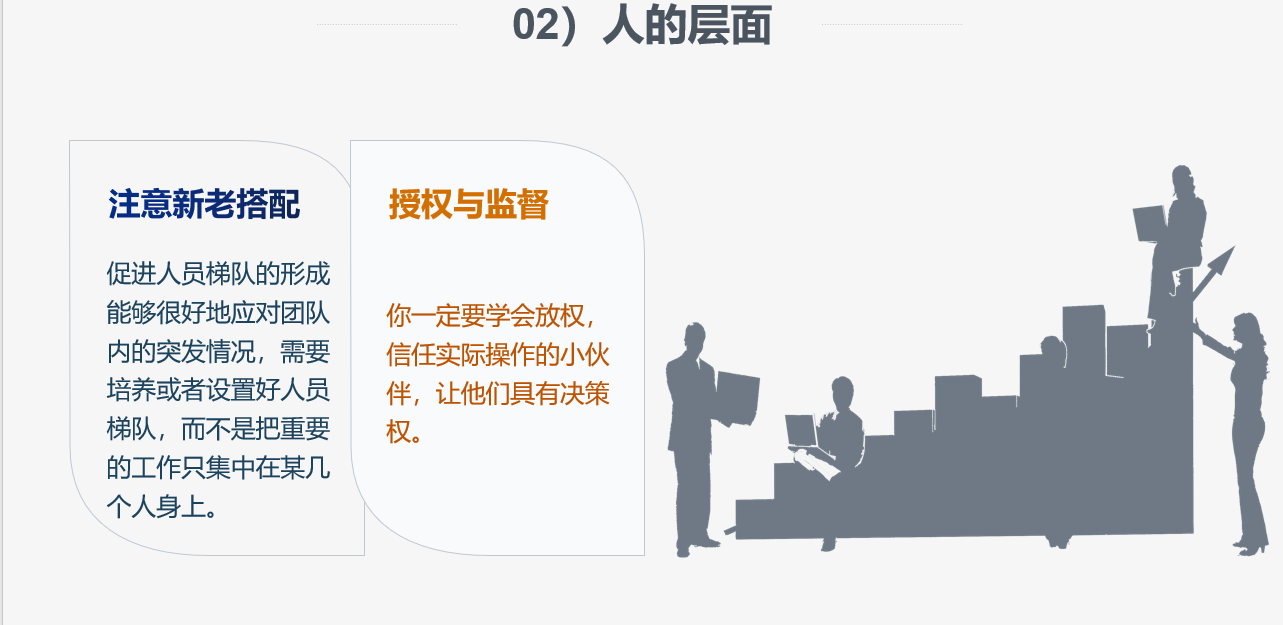 02）人的层面
注意新老搭配
促进人员梯队的形成
能够很好地应对团队
内的突发情况，需要
培养或者设置好人员
梯队，而不是把重要
的工作只集中在某几
个人身上。
授权与监督
你一定要学会放权，
信任实际操作的小伙
伴，让他们具有决策
权。